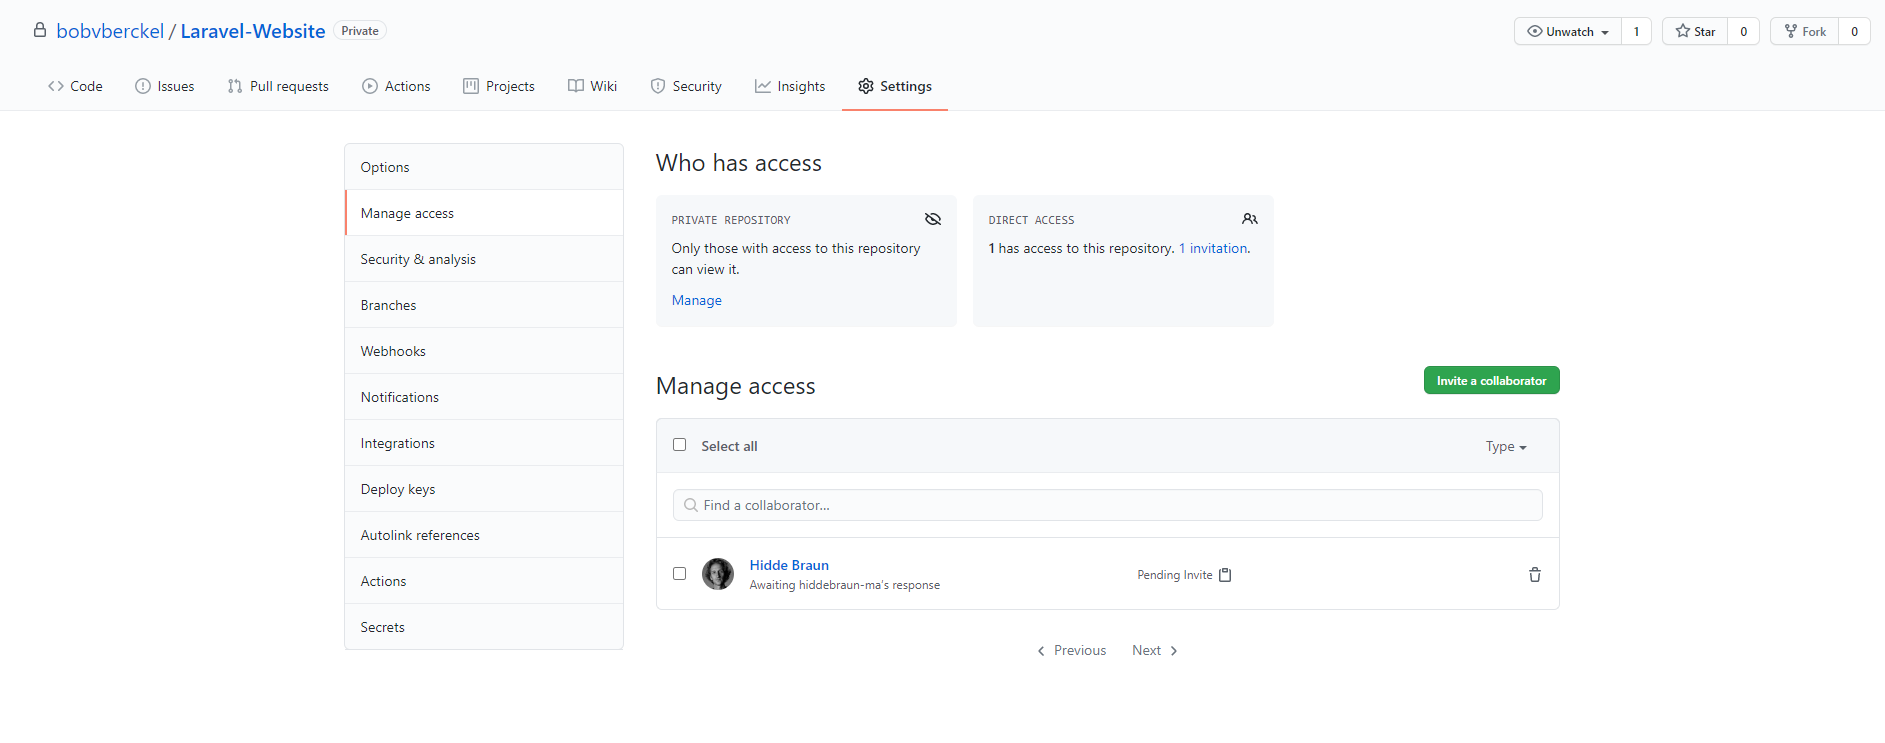 bobvberckel / Laravel-Website Private
Unwatch 1 Star 0 Fork 0
Code Issues Pull requests Actions Projects Wiki Security Insights Settings
Options
Manage access
Security & analysis
Branches
Webhooks
Notifications
Integrations
Deploy keys
Autolink references
Actions
Secrets
Who has access
PRIVATE REPOSITORY
Only those with access to this repository
can view it.
Manage
DIRECT ACCESS
1 has access to this repository. 1 invitation.
Manage access
Invite a collaborator
Select all
Type
Find a collaborator...
Hidde Braun
Awaiting hiddebraun-ma's response
Pending Invite
Previous Next